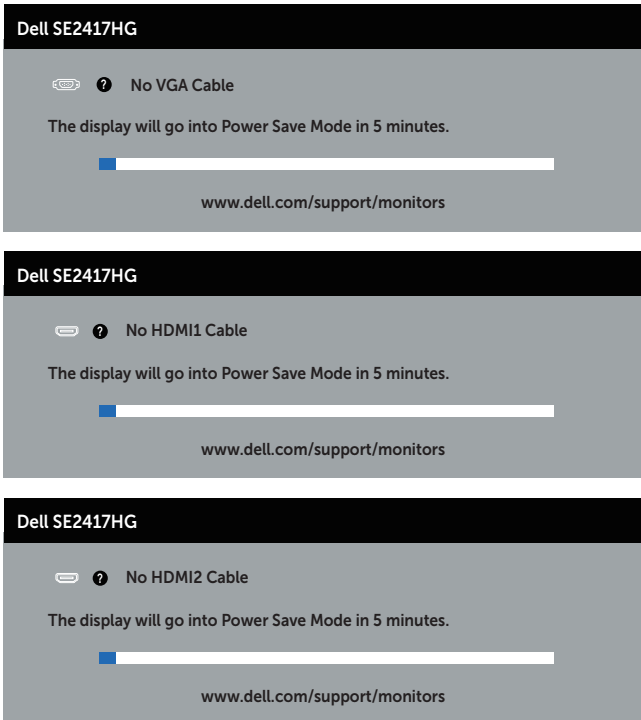 Dell SE2417HG
? No VGA Cable
The display will go into Power Save Mode in 5 minutes.
www.dell.com/support/monitors
Dell SE2417HG
? No HDMI1 Cable
The display will go into Power Save Mode in 5 minutes.
www.dell.com/support/monitors
Dell SE2417HG
? No HDMI2 Cable
The display will go into Power Save Mode in 5 minutes.
www.dell.com/support/monitors